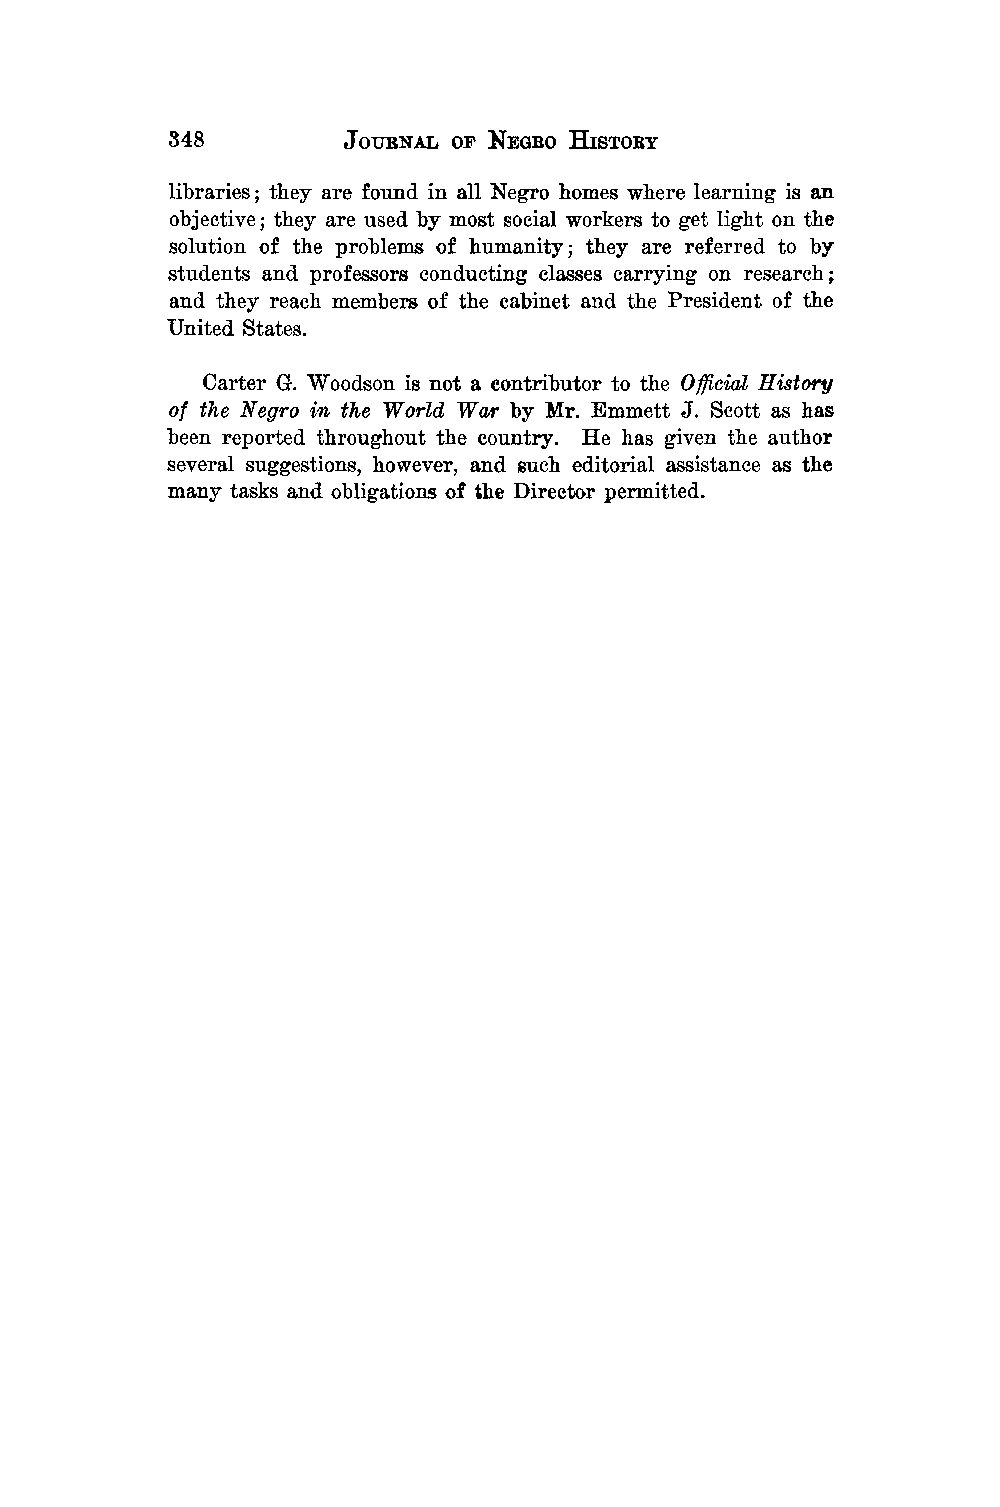 348 JOURNAL OF NEGRO HISTORY
libraries; they are found in all Negro homes where learning is an
objective; they are used by most social workers to get light on the
solution of the problems of humanity; they are referred to by
students and professors conducting classes carrying on research;
and they reach members of the cabinet and the President of the
United States.
Carter G. Woodson is not a contributor to the Official History
of the Negro in the World War by Mr. Emmett J. Scott as has
been reported throughout the country. He has given the author
several suggestions, however, and such editorial assistance as the
many tasks and obligations of the Director permitted.